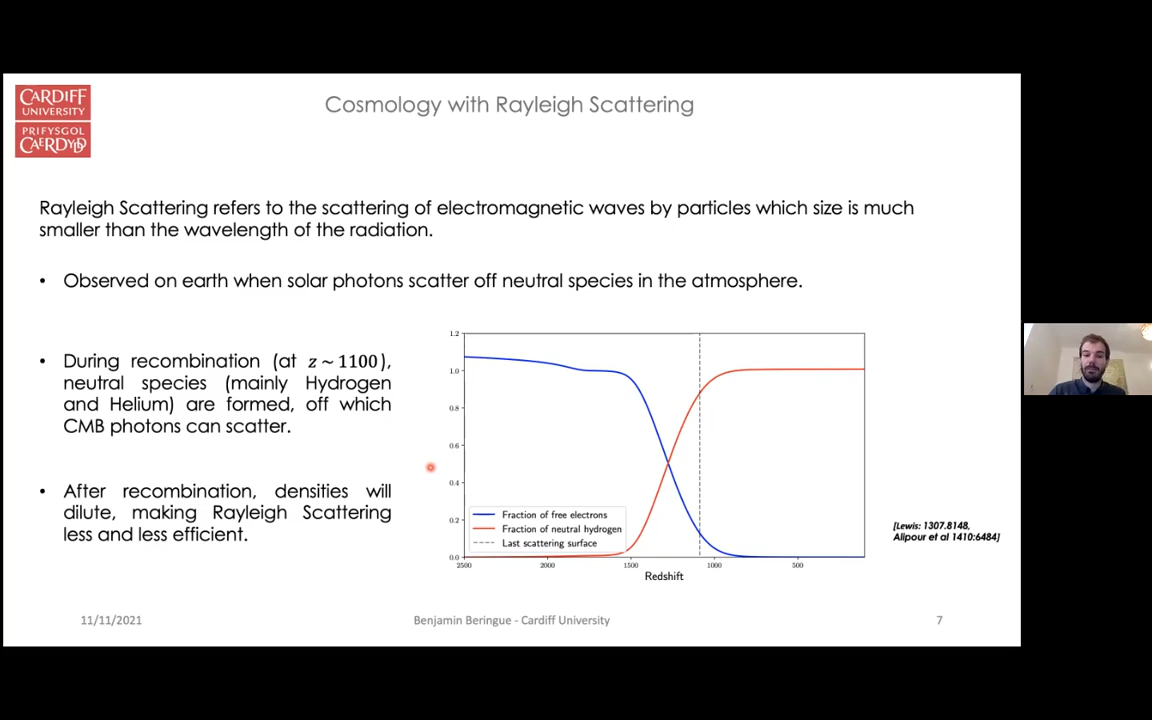 CARDIFF
UNIVERSITY
PRIFYSGOL
CAERDYDD
Cosmology with Rayleigh Scattering
Rayleigh Scattering refers to the scattering of electromagnetic waves by particles which size is much
smaller than the wavelength of the radiation.
• Observed on earth when solar photons scatter off neutral species in the atmosphere.
• During recombination (at z ~ 1100),
neutral species (mainly Hydrogen
and Helium) are formed, off which
CMB photons can scatter.
• After recombination, densities will
dilute, making Rayleigh Scattering
less and less efficient.
1.2
1.0
0.8
0.6
0.4
0.2
0.0
Fraction of free electrons
Fraction of neutral hydrogen
Last scattering surface
2500 2000 1500 1000 500
Redshift
[Lewis: 1307.8148,
Alipour et al 1410:6484]
11/11/2021 Benjamin Beringue - Cardiff University 7